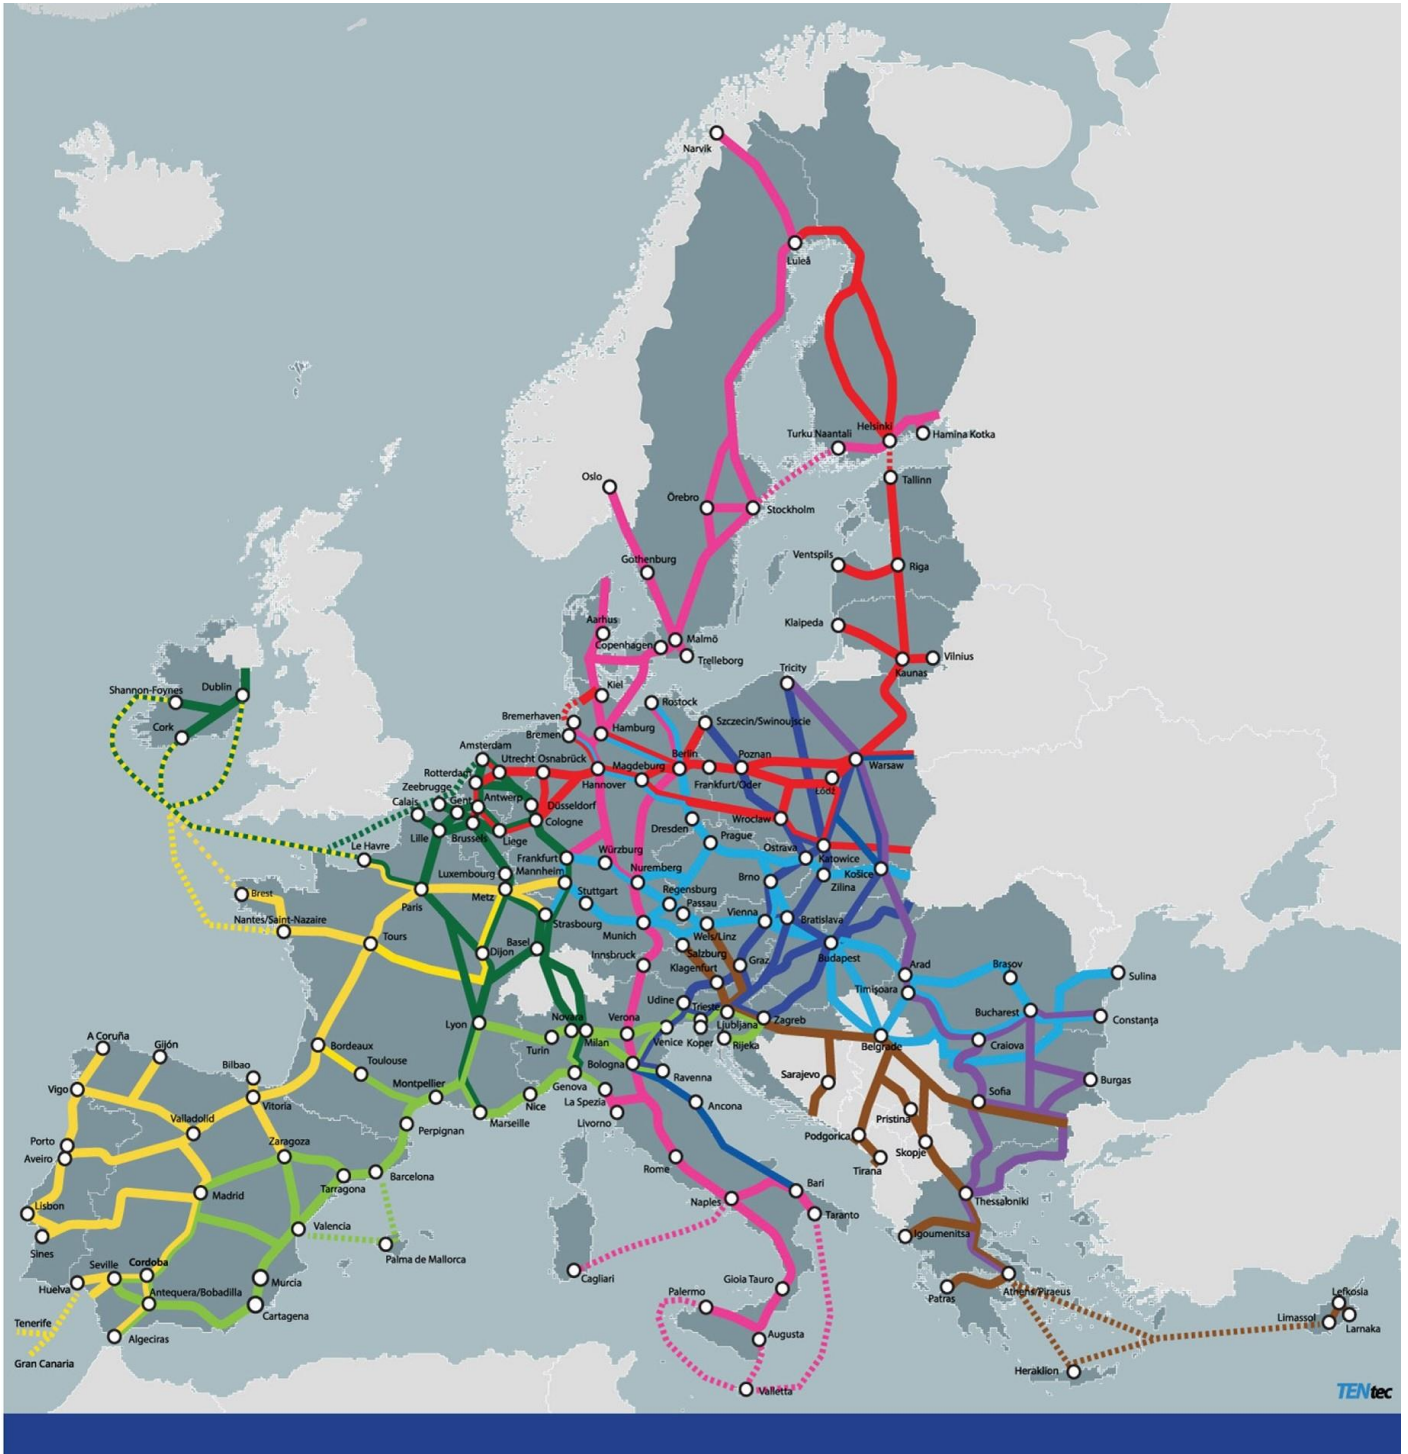 Narvik
Luleå
Helsinki
Turku Naantali
Hamina Kotka
Oslo
Tallinn
Örebro
Stockholm
Gothenburg
Ventspils
Riga
Aarhus
Klaipeda
Copenhagen
Malmö
Trelleborg
Vilnius
Kaunas
Tricity
Shannon-Foynes
Dublin
Kiel
Rostock
Cork
Bremerhaven
Szczecin/Swinoujscie
Bremen
Hamburg
Amsterdam
Utrecht
Osnabrück
Magdeburg
Berlin
Poznan
Warsaw
Rotterdam
Hannover
Frankfurt/Oder
Łódź
Zeebrugge
Calais
Gent
Antwerp
Düsseldorf
Cologne
Wroclaw
Lille
Brussels
Liege
Dresden
Prague
Le Havre
Frankfurt
Würzburg
Ostrava
Katowice
Luxembourg
Mannheim
Nuremberg
Brno
Zilina
Košice
Brest
Paris
Metz
Stuttgart
Regensburg
Passau
Nantes/Saint-Nazaire
Strasbourg
Vienna
Bratislava
Tours
Munich
Wels/Linz
Dijon
Basel
Salzburg
Budapest
Innsbruck
Graz
Klagenfurt
Arad
Braşov
Sulina
Timişoara
Udine
Trieste
Lyon
Novara
Verona
Ljubljana
Zagreb
Bucharest
Constanţa
A Coruña
Gijón
Bordeaux
Turin
Milan
Venice
Koper
Rijeka
Belgrade
Craiova
Toulouse
Bilbao
Bologna
Ravenna
Sarajevo
Burgas
Vigo
Vitoria
Montpellier
Genova
La Spezia
Nice
Ancona
Sofia
Valladolid
Marseille
Livorno
Pristina
Porto
Zaragoza
Perpignan
Podgorica
Skopje
Aveiro
Rome
Tirana
Barcelona
Tarragona
Madrid
Bari
Naples
Thessaloniki
Lisbon
Valencia
Taranto
Sines
Palma de Mallorca
Igoumenitsa
Cordoba
Seville
Murcia
Cagliari
Gioia Tauro
Huelva
Antequera/Bobadilla
Palermo
Patras
Athens/Piraeus
Lefkosia
Cartagena
Limassol
Larnaka
Tenerife
Algeciras
Augusta
Gran Canaria
Heraklion
Valletta
TENtec